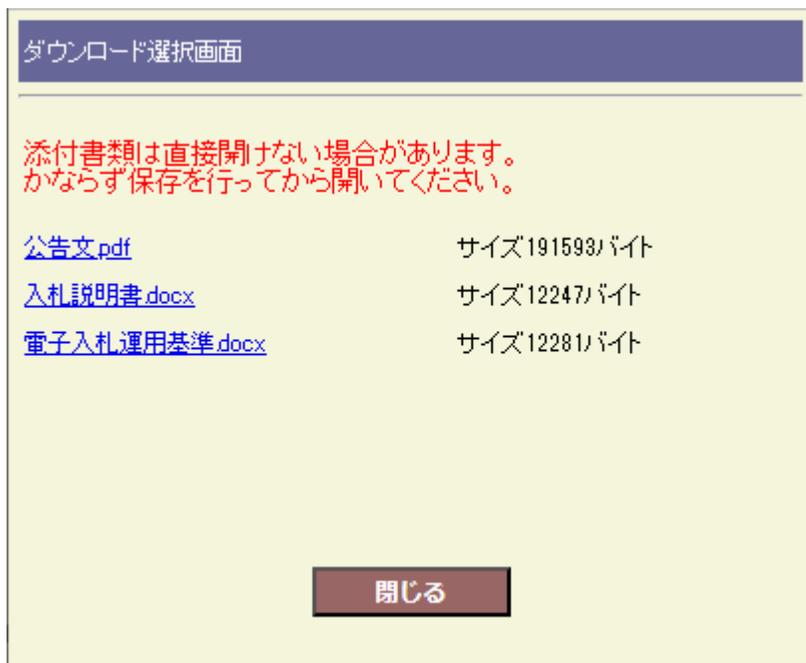 ダウンロード選択画面
添付書類は直接開けない場合があります。
かならず保存を行ってから開いてください。
公告文.pdf サイズ191593バイト
入札説明書.docx サイズ12247バイト
電子入札運用基準.docx サイズ12281バイト
閉じる